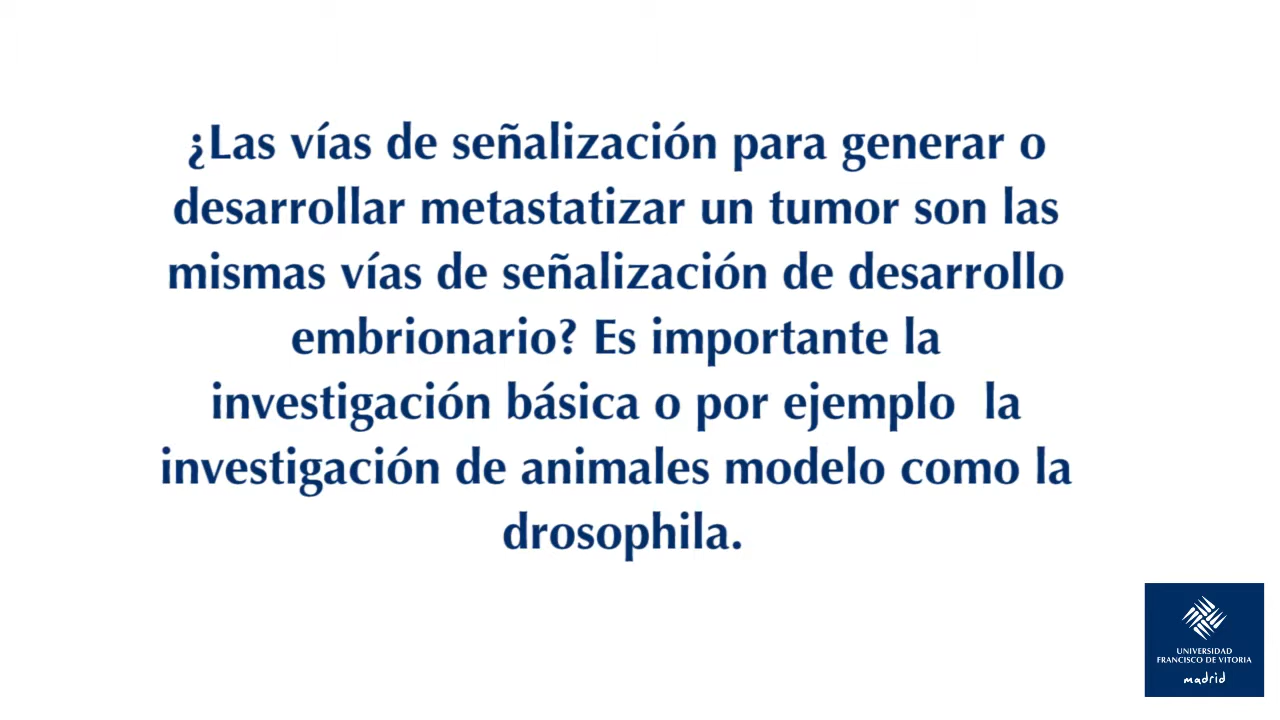 ¿Las vías de señalización para generar o
desarrollar metastatizar un tumor son las
mismas vías de señalización de desarrollo
embrionario? Es importante la
investigación básica o por ejemplo  la
investigación de animales modelo como la
drosophila.
UNIVERSIDAD
FRANCISCO DE VITORIA
madrid